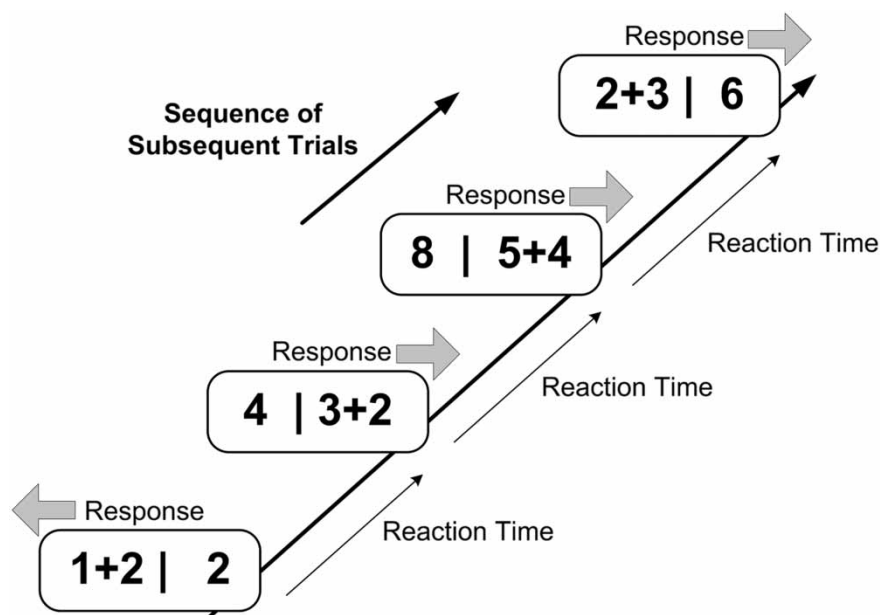 Response
2+3 | 6
Sequence of
Subsequent Trials
Response
Reaction Time
8 | 5+4
Response
Reaction Time
4 | 3+2
Response
Reaction Time
1+2 | 2